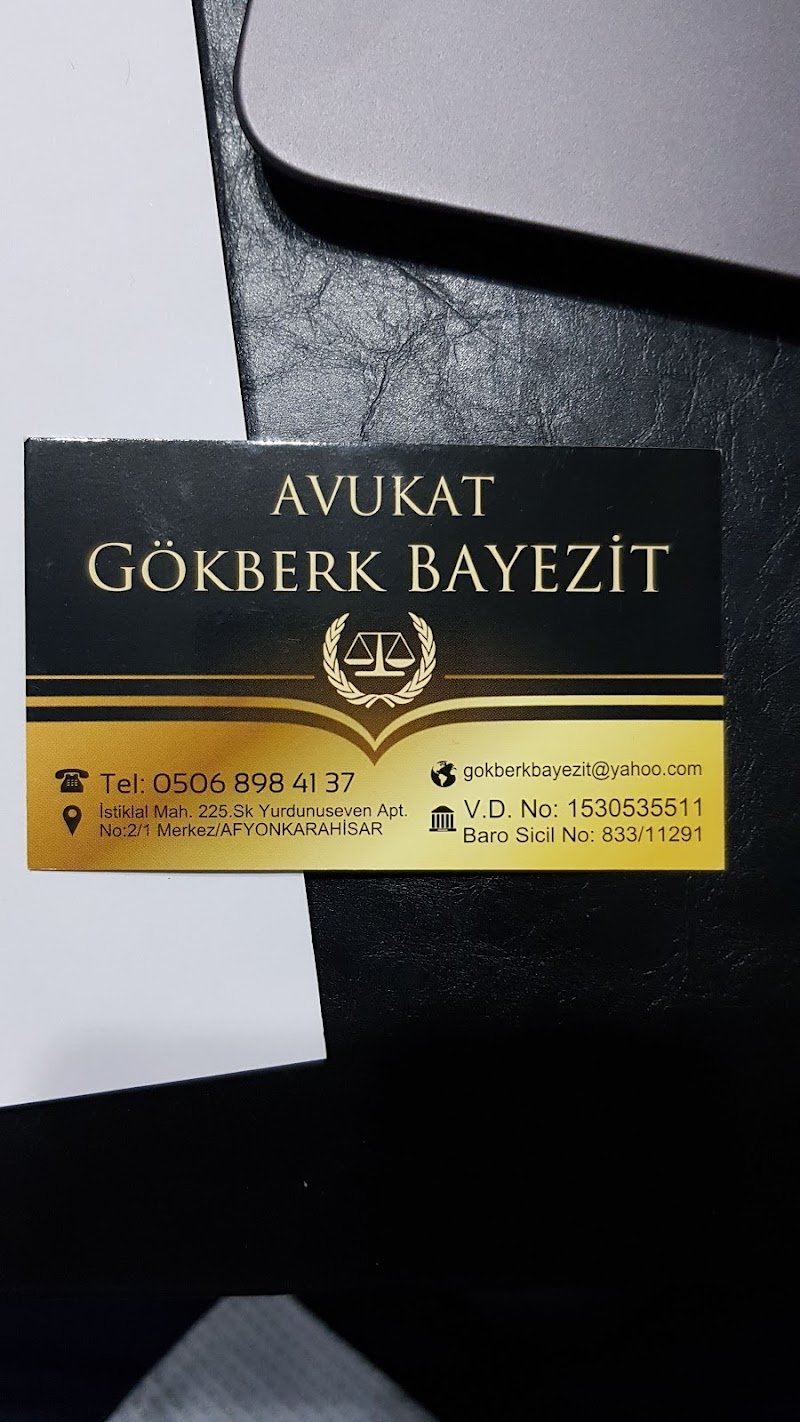 AVUKAT
GÖKBERK BAYEZİT
Tel: 0506 898 41 37
İstiklal Mah. 225.Sk Yurdunuseven Apt.
No:2/1 Merkez/AFYONKARAHİSAR
gokberkbayezit@yahoo.com
V.D. No: 1530535511
Baro Sicil No: 833/11291